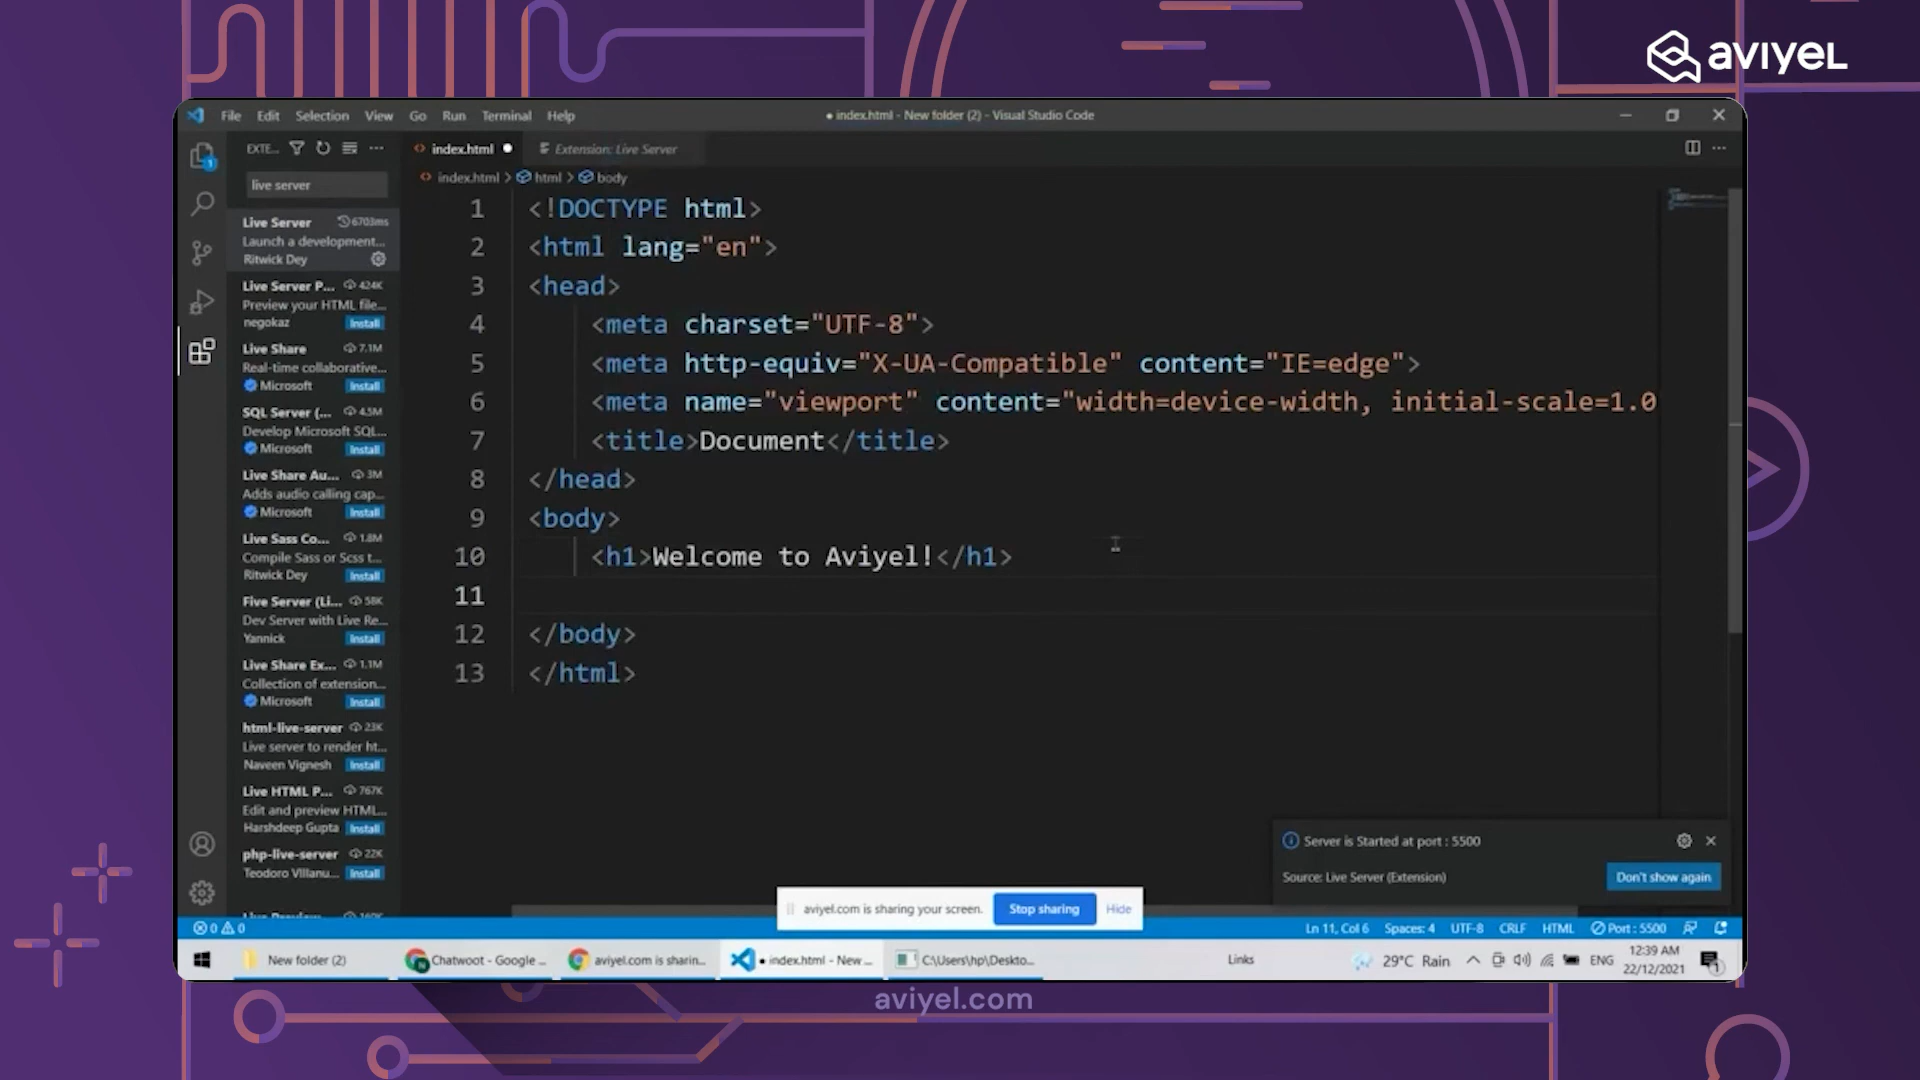 aviyel
File Edit Selection View Go Run Terminal Help
● index.html - New folder (2) - Visual Studio Code
EXTE...
index.html
Extension: Live Server
live server
index.html > html > body
Live Server 6703ms
Launch a development...
Ritwick Dey
Live Server P... 424K
Preview your HTML file...
negokaz Install
Live Share 7.1M
Real-time collaborative...
Microsoft Install
SQL Server (... 4.5M
Develop Microsoft SQL...
Microsoft Install
Live Share Au... 3M
Adds audio calling cap...
Microsoft Install
Live Sass Co... 1.8M
Compile Sass or Scss t...
Ritwick Dey Install
Five Server (Li... 58K
Dev Server with Live Re...
Yannick Install
Live Share Ex... 1.1M
Collection of extension...
Microsoft Install
html-live-server 23K
Live server to render ht...
Naveen Vignesh Install
Live HTML P... 767K
Edit and preview HTML...
Harshdeep Gupta Install
php-live-server 22K
Teodoro Villanu... Install
1 <!DOCTYPE html>
2 <html lang="en">
3 <head>
4 <meta charset="UTF-8">
5 <meta http-equiv="X-UA-Compatible" content="IE=edge">
6 <meta name="viewport" content="width=device-width, initial-scale=1.0
7 <title>Document</title>
8 </head>
9 <body>
10 <h1>Welcome to Aviyel!</h1>
11
12 </body>
13 </html>
Server is Started at port : 5500
Source: Live Server (Extension) Don't show again
aviyel.com is sharing your screen. Stop sharing Hide
0 0
Ln 11, Col 6 Spaces: 4 UTF-8 CRLF HTML Port : 5500
New folder (2)
Chatwoot - Google ...
aviyel.com is sharin...
● index.html - New ...
C:\Users\hp\Deskto...
Links
29°C Rain
ENG
12:39 AM
22/12/2021
1
aviyel.com